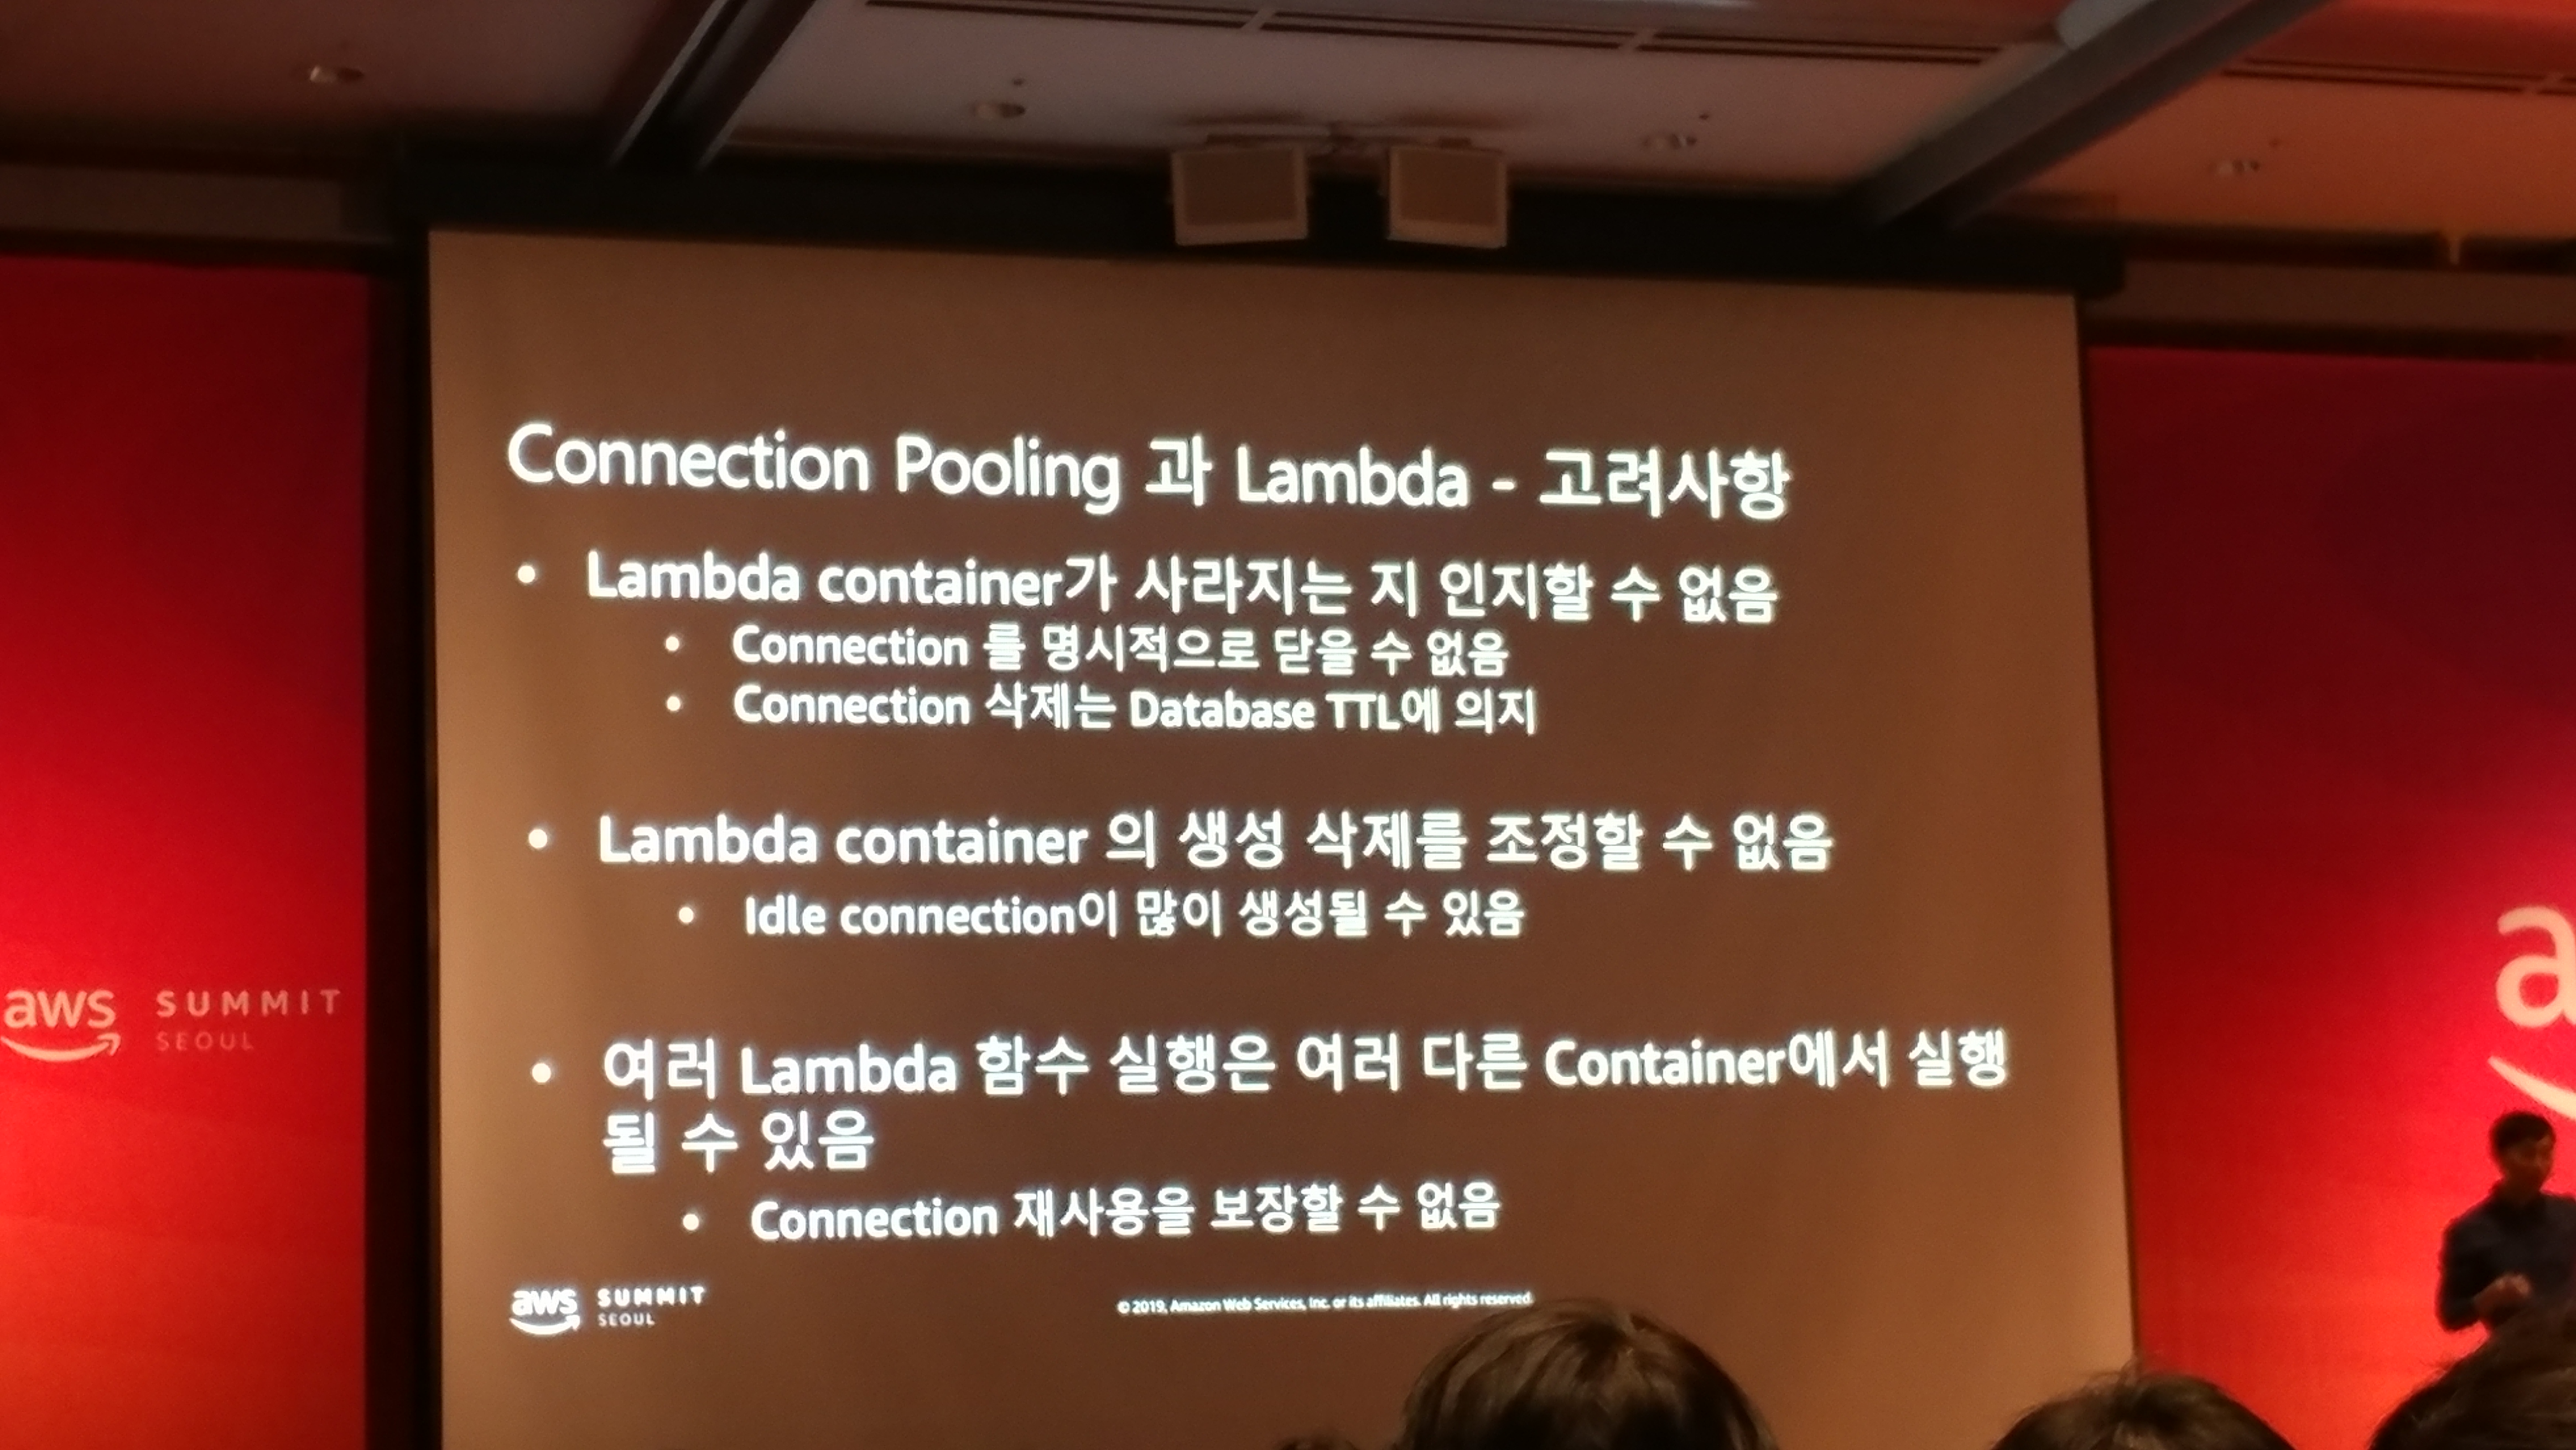 Connection Pooling 과 Lambda - 고려사항
• Lambda container가 사라지는 지 인지할 수 없음
• Connection 를 명시적으로 닫을 수 없음
• Connection 삭제는 Database TTL에 의지
• Lambda container 의 생성 삭제를 조정할 수 없음
• Idle connection이 많이 생성될 수 있음
• 여러 Lambda 함수 실행은 여러 다른 Container에서 실행
될 수 있음
• Connection 재사용을 보장할 수 없음
aws SUMMIT
SEOUL
© 2019, Amazon Web Services, Inc. or its affiliates. All rights reserved.
aws SUMMIT
SEOUL
a